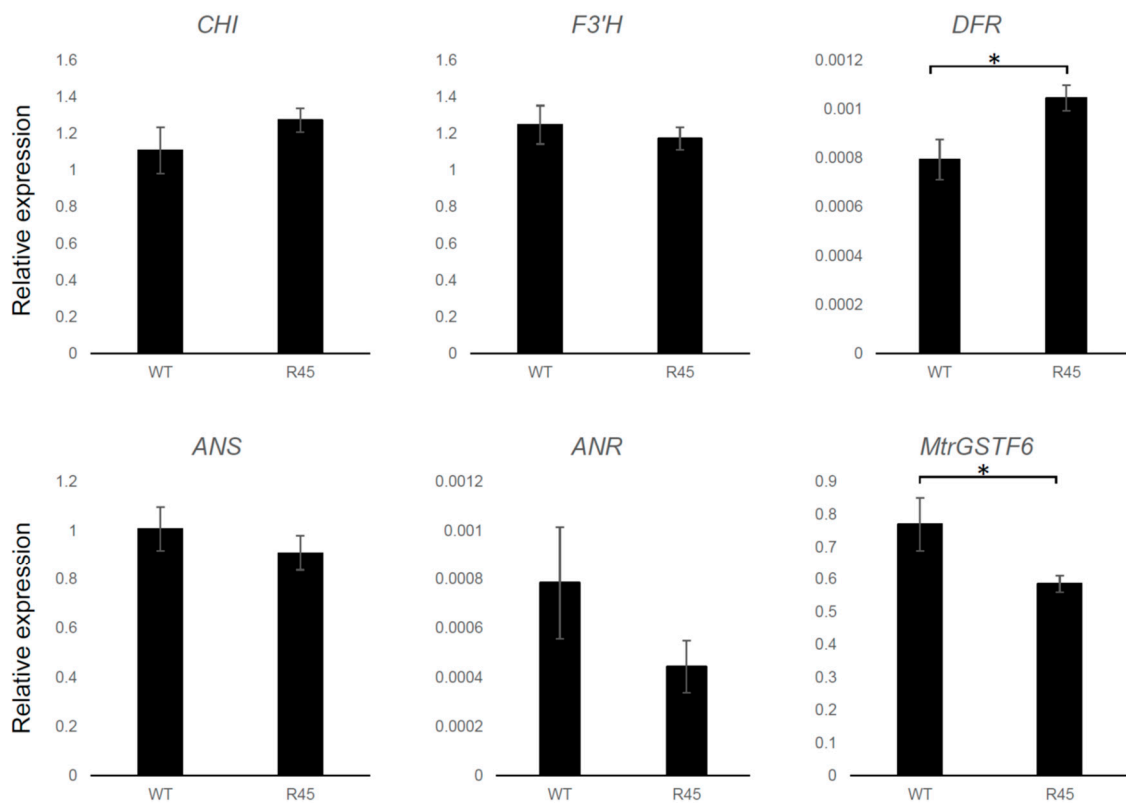 CHI
F3'H
DFR
Relative expression
1.6
1.4
1.2
1
0.8
0.6
0.4
0.2
0
WT
R45
1.6
1.4
1.2
1
0.8
0.6
0.4
0.2
0
WT
R45
0.0012
0.001
0.0008
0.0006
0.0004
0.0002
0
*
WT
R45
ANS
ANR
MtrGSTF6
Relative expression
1.2
1
0.8
0.6
0.4
0.2
0
WT
R45
0.0012
0.001
0.0008
0.0006
0.0004
0.0002
0
WT
R45
0.9
0.8
0.7
0.6
0.5
0.4
0.3
0.2
0.1
0
*
WT
R45